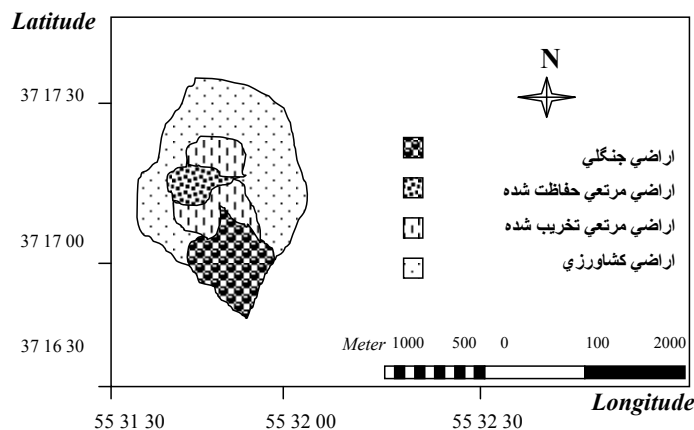 Latitude
N
37 17 30
اراضي جنگلي
اراضي مرتعي حفاظت شده
اراضي مرتعي تخريب شده
اراضي كشاورزي
37 17 00
37 16 30
Meter 1000 500 0 100 2000
Longitude
55 31 30 55 32 00 55 32 30